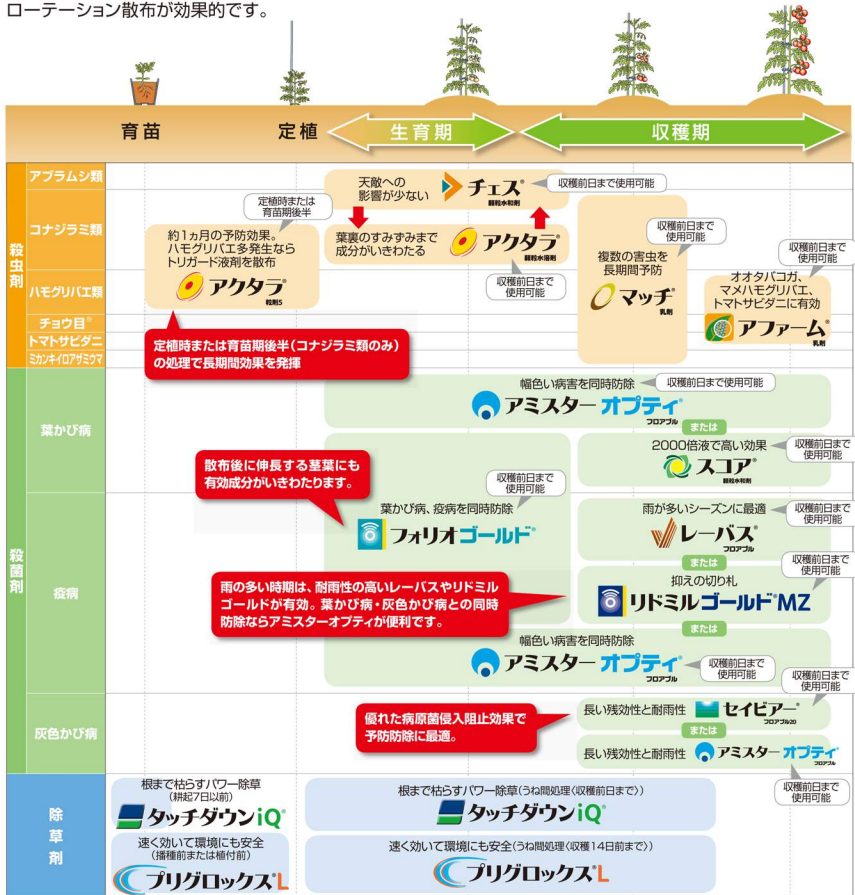 ローテーション散布が効果的です。
育苗
定植
生育期
収穫期
殺虫剤
アブラムシ類
天敵への
影響が少ない
チェス®
顆粒水和剤
収穫前日まで使用可能
コナジラミ類
定植時または
育苗期後半
約1ヵ月の予防効果。
ハモグリバエ多発生なら
トリガード液剤を散布
アクタラ®
粒剤5
葉裏のすみずみまで
成分がいきわたる
アクタラ®
顆粒水溶剤
収穫前日まで
使用可能
収穫前日まで
使用可能
複数の害虫を
長期間予防
マッチ®
乳剤
ハモグリバエ類
収穫前日まで
使用可能
オオタバコガ、
マメハモグリバエ、
トマトサビダニに有効
アファーム®
乳剤
チョウ目※
トマトサビダニ
ミカンキイロアザミウマ
定植時または育苗期後半(コナジラミ類のみ)
の処理で長期間効果を発揮
殺菌剤
葉かび病
幅色い病害を同時防除
収穫前日まで使用可能
アミスターオプティ®
フロアブル
または
2000倍液で高い効果
収穫前日まで
使用可能
スコア®
顆粒水和剤
散布後に伸長する茎葉にも
有効成分がいきわたります。
収穫前日まで
使用可能
疫病
葉かび病、疫病を同時防除
フォリオゴールド®
雨が多いシーズンに最適
収穫前日まで
使用可能
レーバス®
フロアブル
または
雨の多い時期は、耐雨性の高いレーバスやリドミル
ゴールドが有効。葉かび病・灰色かび病との同時
防除ならアミスターオプティが便利です。
抑えの切り札
収穫前日まで
使用可能
リドミルゴールド®MZ
または
幅色い病害を同時防除
アミスターオプティ®
フロアブル
収穫前日まで
使用可能
灰色かび病
優れた病原菌侵入阻止効果で
予防防除に最適。
長い残効性と耐雨性
セイビアー®
フロアブル20
収穫前日まで
使用可能
または
長い残効性と耐雨性
アミスターオプティ®
フロアブル
収穫前日まで
使用可能
除草剤
根まで枯らすパワー除草
(耕起7日以前)
タッチダウンiQ®
根まで枯らすパワー除草(うね間処理〈収穫前日まで〉)
タッチダウンiQ®
速く効いて環境にも安全
(播種前または植付前)
プリグロックス®L
速く効いて環境にも安全(うね間処理〈収穫14日前まで〉)
プリグロックス®L